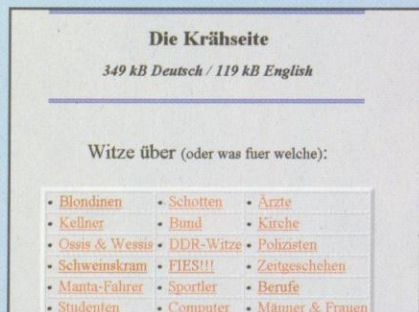 Die Krähseite
349 kB Deutsch / 119 kB English
Witze über (oder was fuer welche):
• Blondinen • Schotten • Ärzte
• Kellner • Bund • Kirche
• Ossis & Wessis • DDR-Witze • Polizisten
• Schweinskram • FIES!!! • Zeitgeschehen
• Manta-Fahrer • Sportler • Berufe
• Studenten • Computer • Männer & Frauen